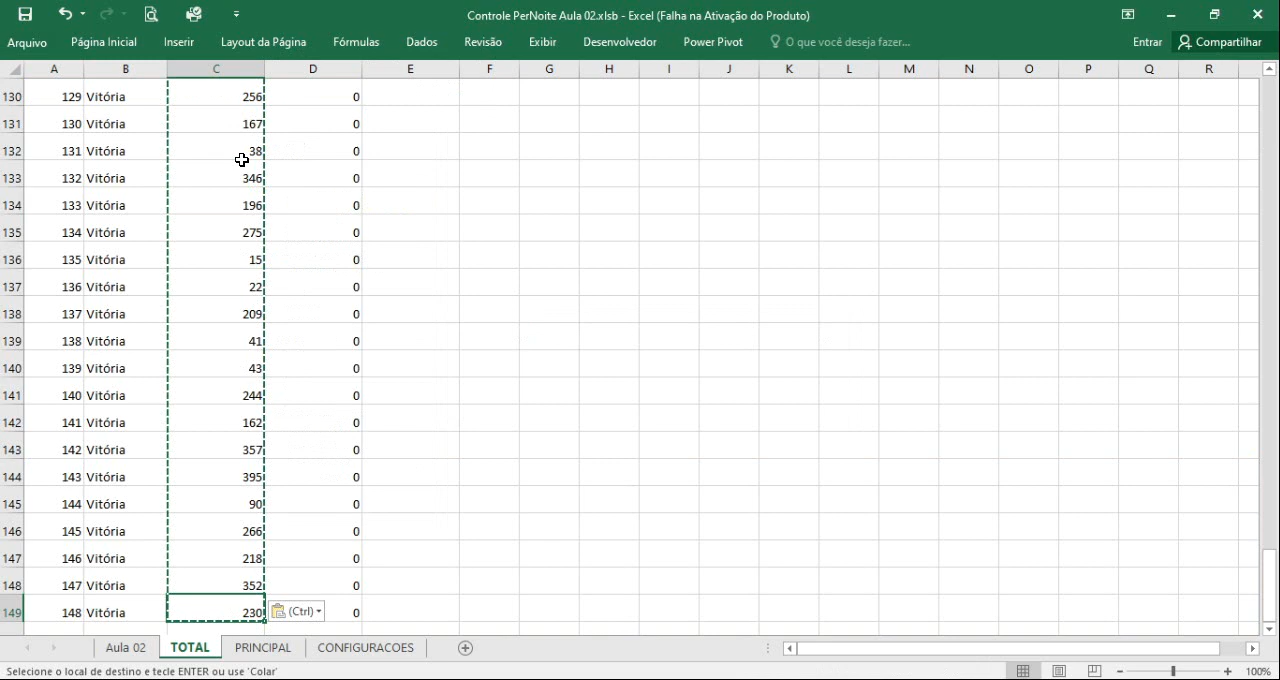 Controle PerNoite Aula 02.xlsb - Excel (Falha na Ativação do Produto)
Arquivo Página Inicial Inserir Layout da Página Fórmulas Dados Revisão Exibir Desenvolvedor Power Pivot O que você deseja fazer... Entrar Compartilhar
A B C D E F G H I J K L M N O P Q R
130 129 Vitória 256 0
131 130 Vitória 167 0
132 131 Vitória 38 0
133 132 Vitória 346 0
134 133 Vitória 196 0
135 134 Vitória 275 0
136 135 Vitória 15 0
137 136 Vitória 22 0
138 137 Vitória 209 0
139 138 Vitória 41 0
140 139 Vitória 43 0
141 140 Vitória 244 0
142 141 Vitória 162 0
143 142 Vitória 357 0
144 143 Vitória 395 0
145 144 Vitória 90 0
146 145 Vitória 266 0
147 146 Vitória 218 0
148 147 Vitória 352 0
149 148 Vitória 230 (Ctrl) 0
Aula 02 TOTAL PRINCIPAL CONFIGURACOES
Selecione o local de destino e tecle ENTER ou use 'Colar' 100%